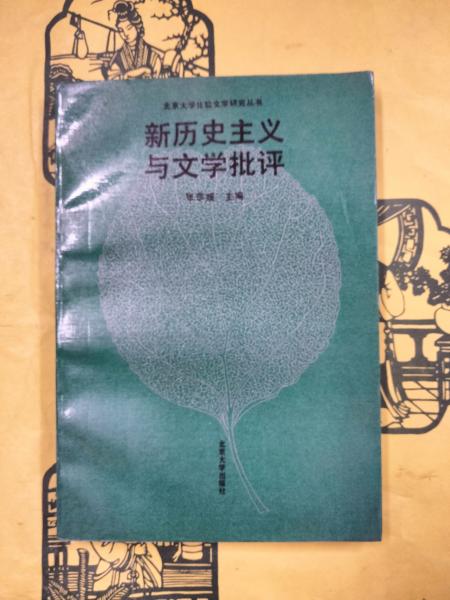 北京大学比较文学研究丛书
新历史主义
与文学批评
张京媛 主编
北京大学出版社